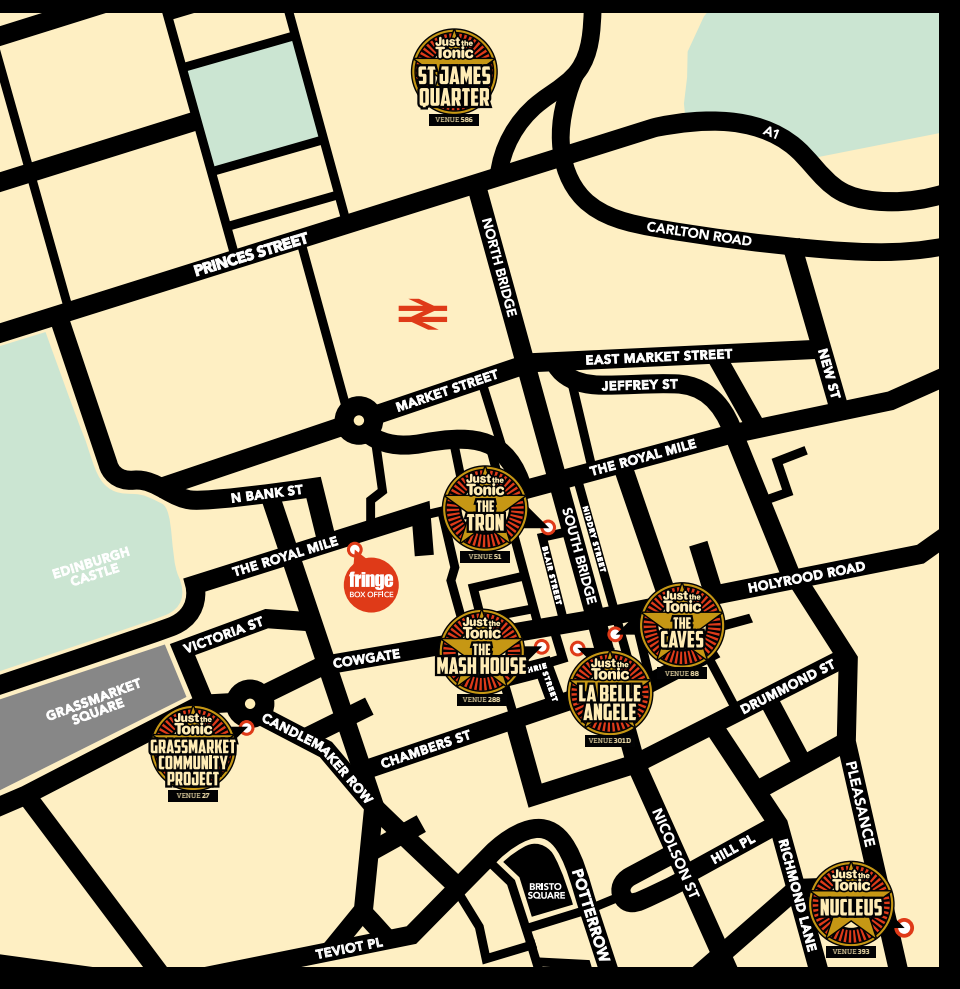 Just the
Tonic
ST JAMES
QUARTER
VENUE 586
A1
CARLTON ROAD
PRINCES STREET
NORTH BRIDGE
EAST MARKET STREET
JEFFREY ST
NEW ST
MARKET STREET
THE ROYAL MILE
N BANK ST
Just the
Tonic
THE
TRON
VENUE 51
SOUTH BRIDGE
NIDDRY STREET
BLAIR STREET
THE ROYAL MILE
EDINBURGH
CASTLE
fringe
BOX OFFICE
HOLYROOD ROAD
Just the
Tonic
THE
CAVES
VENUE 88
VICTORIA ST
COWGATE
Just the
Tonic
THE
MASH HOUSE
VENUE 288
HRIE STREET
Just the
Tonic
LA BELLE
ANGELE
VENUE 301D
DRUMMOND ST
GRASSMARKET
SQUARE
Just the
Tonic
GRASSMARKET
COMMUNITY
PROJECT
VENUE 27
CANDLEMAKER ROW
CHAMBERS ST
PLEASANCE
NICOLSON ST
HILL PL
RICHMOND LANE
BRISTO
SQUARE
POTTERROW
TEVIOT PL
Just the
Tonic
NUCLEUS
VENUE 393